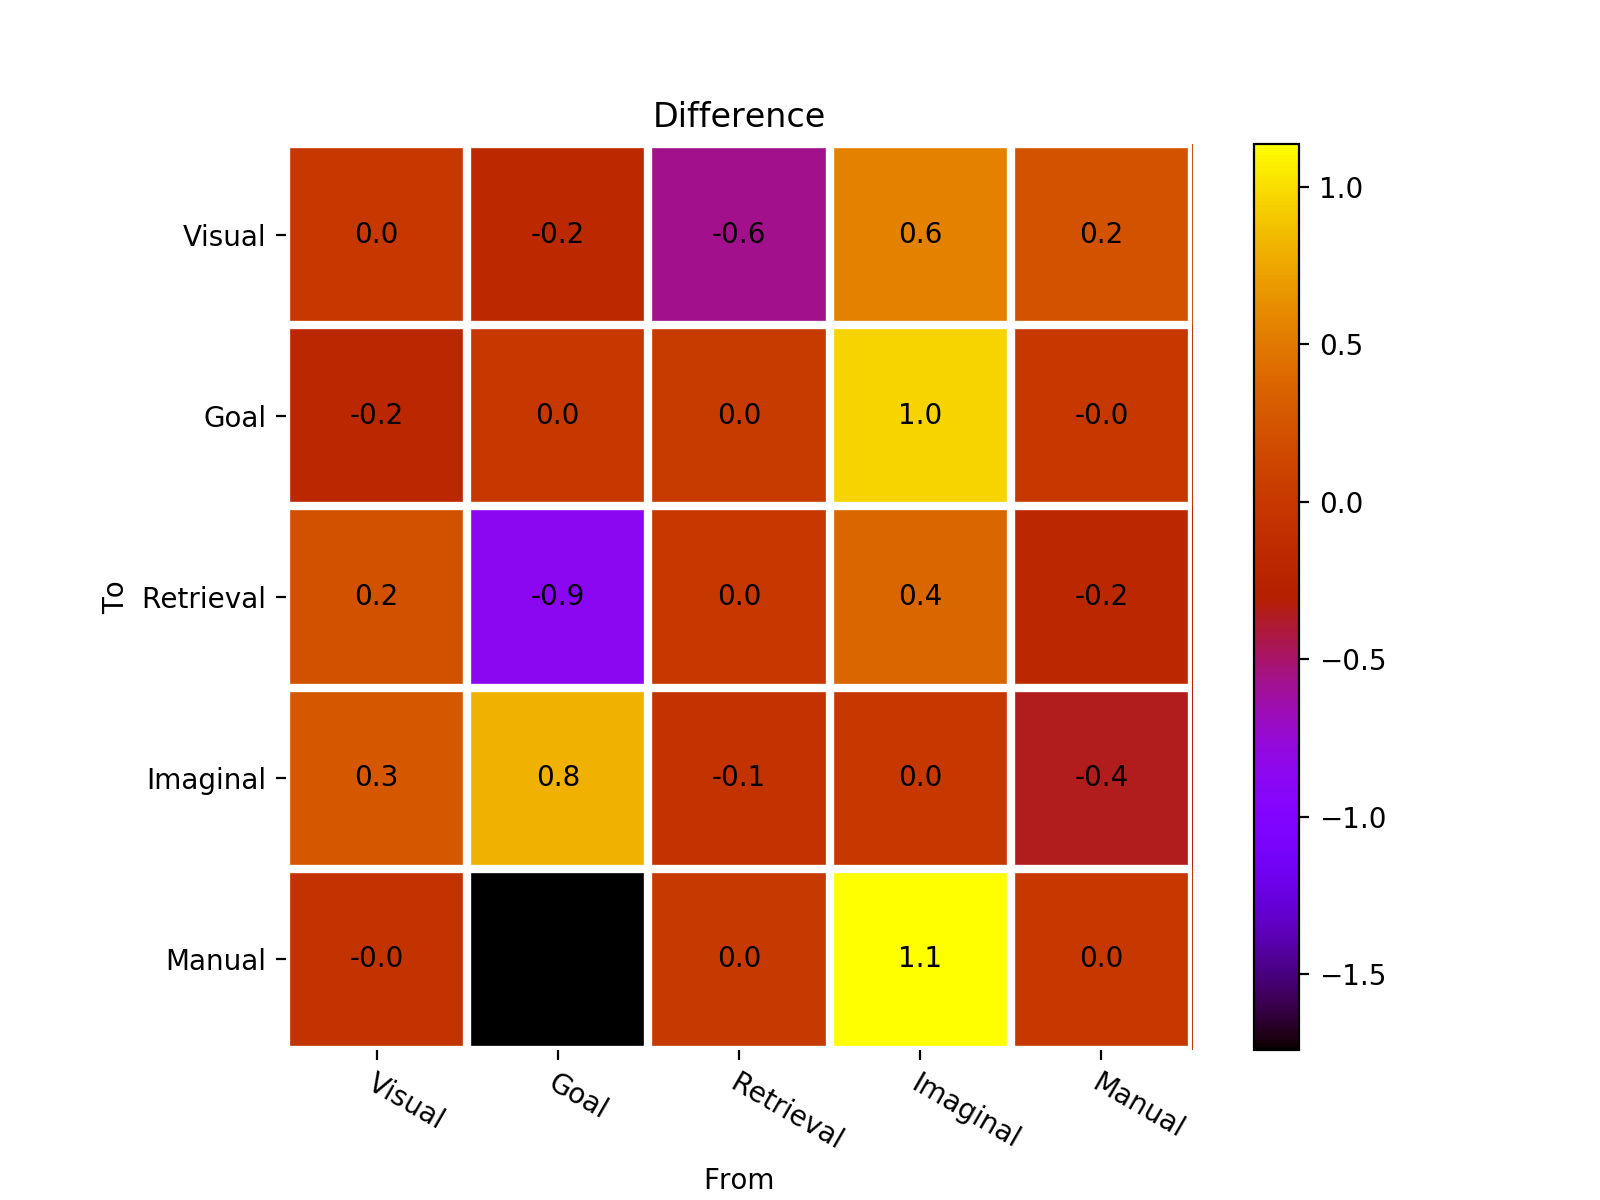 Difference
Visual 0.0 -0.2 -0.6 0.6 0.2
Goal -0.2 0.0 0.0 1.0 -0.0
To
Retrieval 0.2 -0.9 0.0 0.4 -0.2
Imaginal 0.3 0.8 -0.1 0.0 -0.4
Manual -0.0 0.0 1.1 0.0
Visual Goal Retrieval Imaginal Manual
From
1.0
0.5
0.0
−0.5
−1.0
−1.5